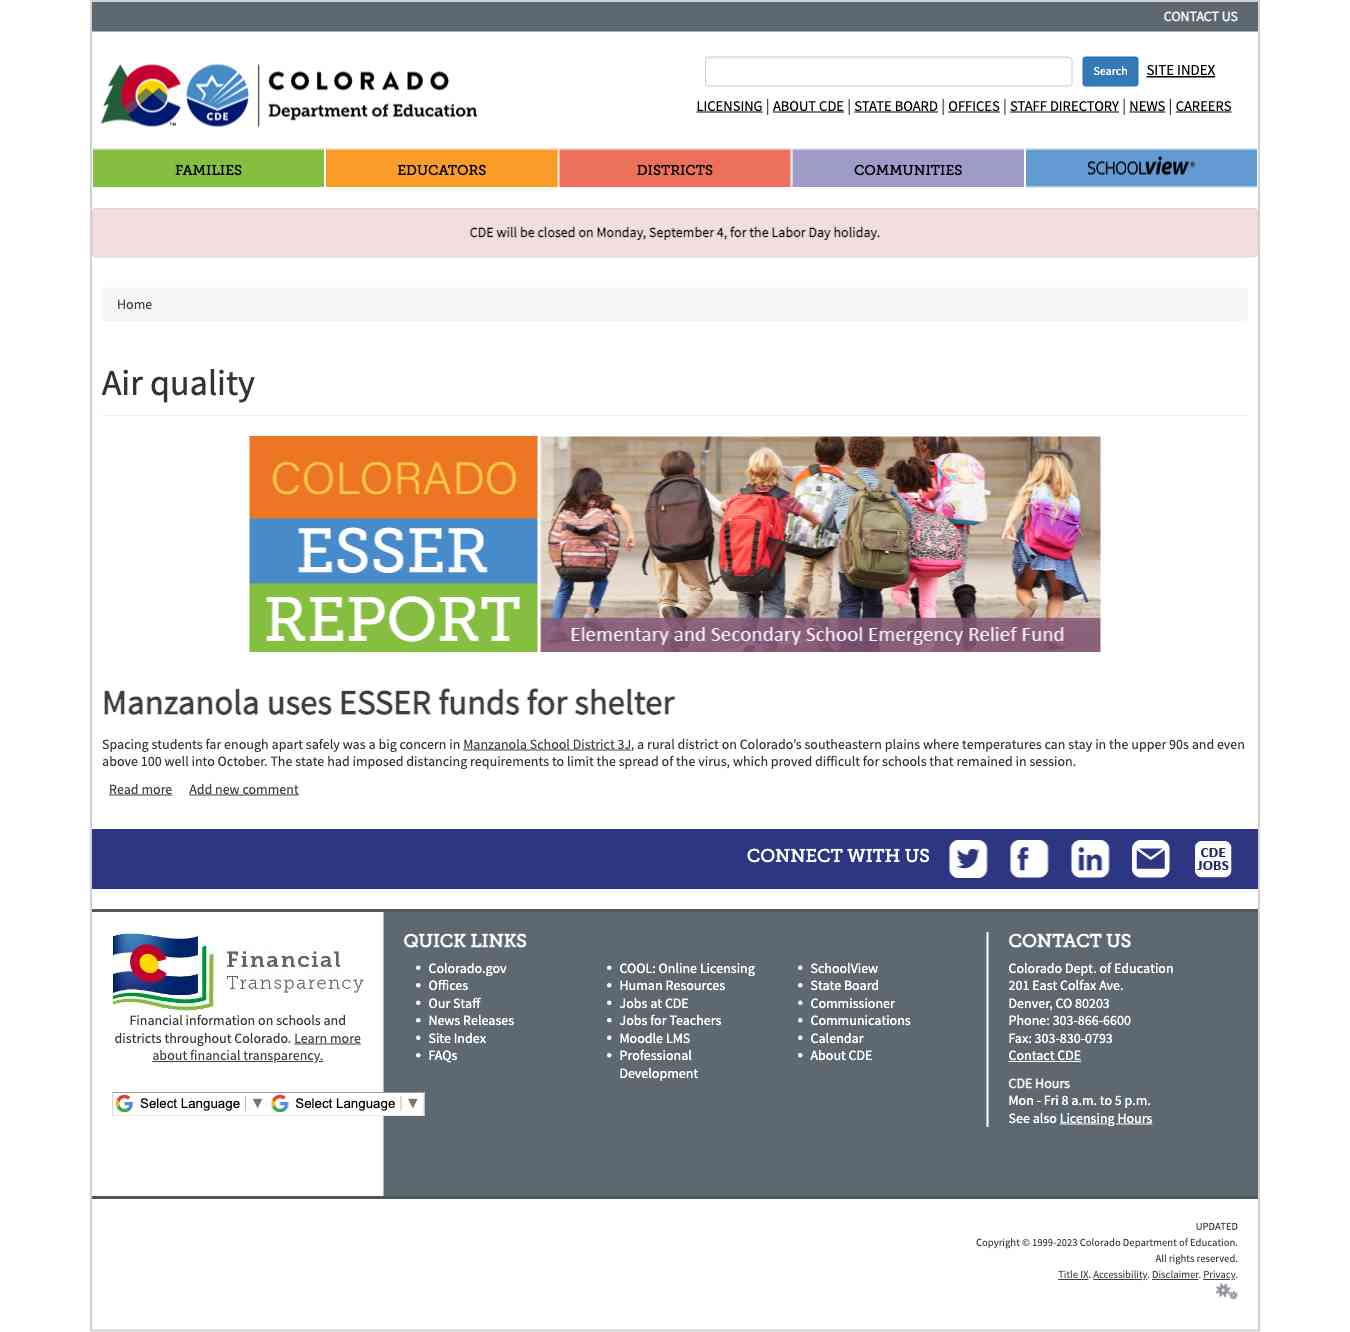 CONTACT US
CDE
COLORADO
Department of Education
Search
SITE INDEX
LICENSING | ABOUT CDE | STATE BOARD | OFFICES | STAFF DIRECTORY | NEWS | CAREERS
FAMILIES
EDUCATORS
DISTRICTS
COMMUNITIES
SCHOOLVIEW®
CDE will be closed on Monday, September 4, for the Labor Day holiday.
Home
Air quality
COLORADO
ESSER
REPORT
Elementary and Secondary School Emergency Relief Fund
Manzanola uses ESSER funds for shelter
Spacing students far enough apart safely was a big concern in Manzanola School District 3J, a rural district on Colorado's southeastern plains where temperatures can stay in the upper 90s and even
above 100 well into October. The state had imposed distancing requirements to limit the spread of the virus, which proved difficult for schools that remained in session.
Read more
Add new comment
CONNECT WITH US
CDE
JOBS
Financial
Transparency
Financial information on schools and
districts throughout Colorado. Learn more
about financial transparency.
Select Language ▼
Select Language ▼
QUICK LINKS
• Colorado.gov
• Offices
• Our Staff
• News Releases
• Site Index
• FAQs
• COOL: Online Licensing
• Human Resources
• Jobs at CDE
• Jobs for Teachers
• Moodle LMS
• Professional
Development
• SchoolView
• State Board
• Commissioner
• Communications
• Calendar
• About CDE
CONTACT US
Colorado Dept. of Education
201 East Colfax Ave.
Denver, CO 80203
Phone: 303-866-6600
Fax: 303-830-0793
Contact CDE
CDE Hours
Mon - Fri 8 a.m. to 5 p.m.
See also Licensing Hours
UPDATED
Copyright © 1999-2023 Colorado Department of Education.
All rights reserved.
Title IX. Accessibility. Disclaimer. Privacy.